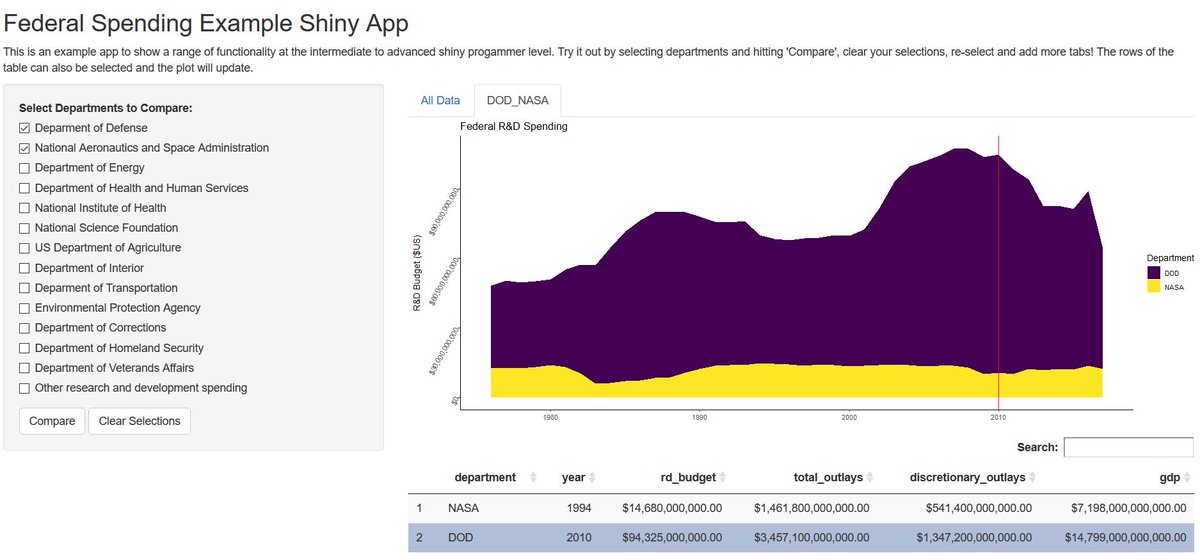 Federal Spending Example Shiny App
This is an example app to show a range of functionality at the intermediate to advanced shiny progammer level. Try it out by selecting departments and hitting 'Compare', clear your selections, re-select and add more tabs! The rows of the
table can also be selected and the plot will update.
Select Departments to Compare:
Department of Defense
National Aeronautics and Space Administration
Department of Energy
Department of Health and Human Services
National Institute of Health
National Science Foundation
US Department of Agriculture
Department of Interior
Department of Transportation
Environmental Protection Agency
Department of Corrections
Department of Homeland Security
Department of Veterands Affairs
Other research and development spending
Compare Clear Selections
All Data DOD_NASA
Federal R&D Spending
R&D Budget ($US)
$90,000,000,000
$60,000,000,000
$30,000,000,000
$0
1980 1990 2000 2010
Department
DOD
NASA
Search:
department year rd_budget total_outlays discretionary_outlays gdp
1 NASA 1994 $14,680,000,000.00 $1,461,800,000,000.00 $541,400,000,000.00 $7,198,000,000,000.00
2 DOD 2010 $94,325,000,000.00 $3,457,100,000,000.00 $1,347,200,000,000.00 $14,799,000,000,000.00